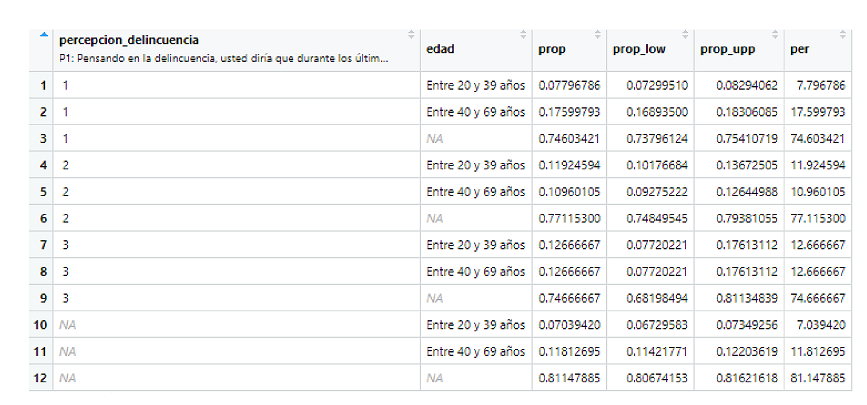 percepcion_delincuencia
P1: Pensando en la delincuencia, usted diría que durante los últim...
edad prop prop_low prop_upp per
1 1 Entre 20 y 39 años 0.07796786 0.07299510 0.08294062 7.796786
2 1 Entre 40 y 69 años 0.17599793 0.16893500 0.18306085 17.599793
3 1 NA 0.74603421 0.73796124 0.75410719 74.603421
4 2 Entre 20 y 39 años 0.11924594 0.10176684 0.13672505 11.924594
5 2 Entre 40 y 69 años 0.10960105 0.09275222 0.12644988 10.960105
6 2 NA 0.77115300 0.74849545 0.79381055 77.115300
7 3 Entre 20 y 39 años 0.12666667 0.07720221 0.17613112 12.666667
8 3 Entre 40 y 69 años 0.12666667 0.07720221 0.17613112 12.666667
9 3 NA 0.74666667 0.68198494 0.81134839 74.666667
10 NA Entre 20 y 39 años 0.07039420 0.06729583 0.07349256 7.039420
11 NA Entre 40 y 69 años 0.11812695 0.11421771 0.12203619 11.812695
12 NA NA 0.81147885 0.80674153 0.81621618 81.147885